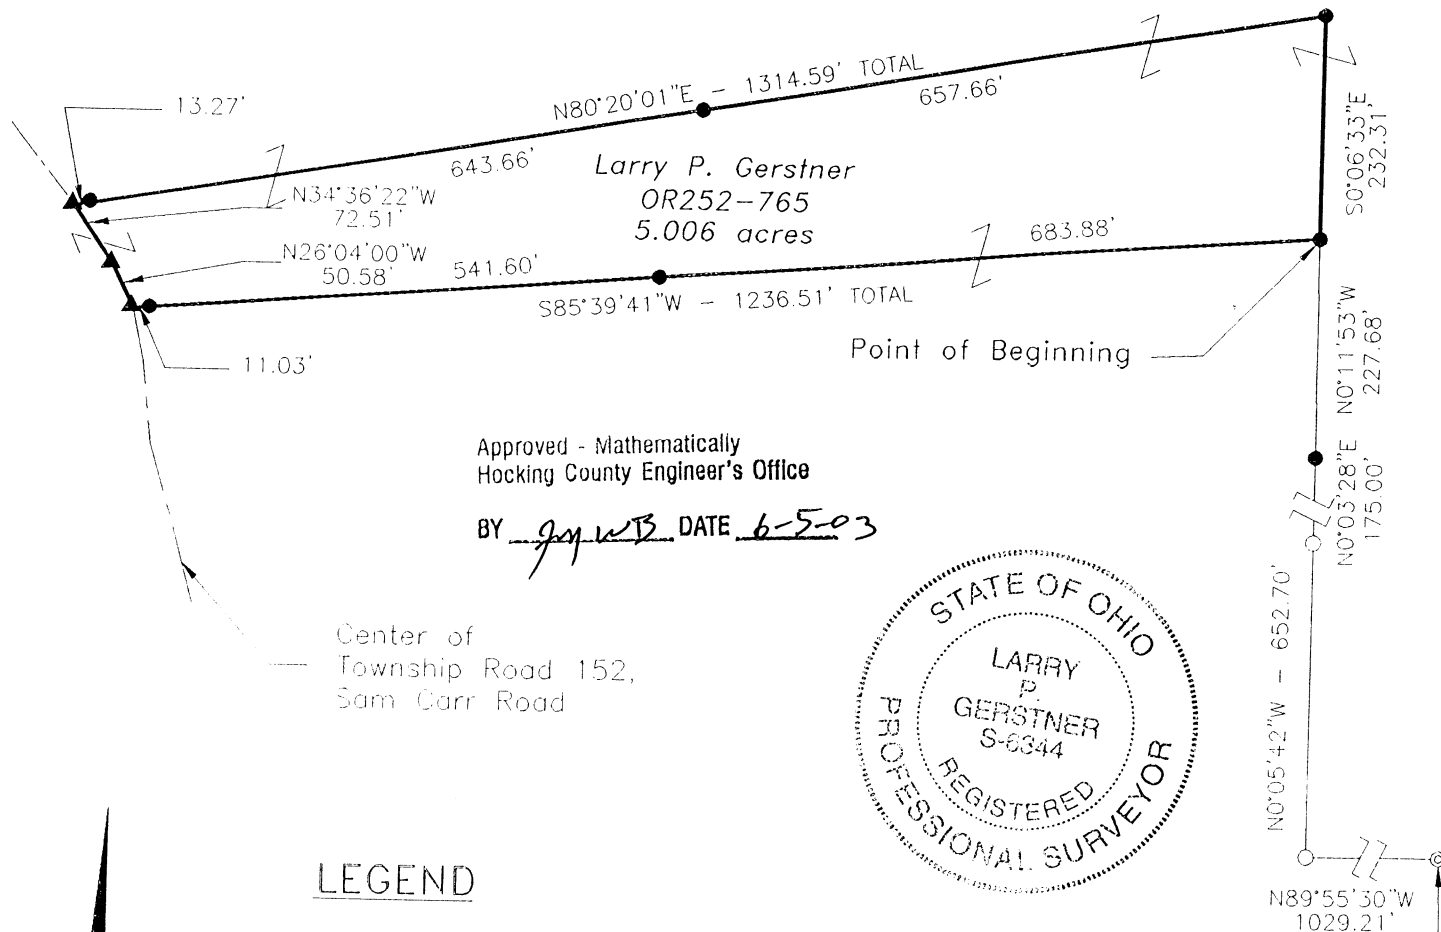 13.27'
N80°20'01"E - 1314.59' TOTAL
657.66'
643.66'
N34°36'22"W
72.51'
Larry P. Gerstner
OR252-765
5.006 acres
S0°06'33"E
232.31'
N26°04'00"W
50.58'
541.60'
683.88'
S85°39'41"W - 1236.51' TOTAL
11.03'
Point of Beginning
N0°11'53"W
227.68'
Approved - Mathematically
Hocking County Engineer's Office
BY DATE 6-5-03
N0°03'28"E
175.00'
Center of
Township Road 152,
Sam Carr Road
STATE OF OHIO
LARRY
P.
GERSTNER
S-6344
REGISTERED
PROFESSIONAL SURVEYOR
N0°05'42"W - 652.70'
LEGEND
N89°55'30"W
1029.21'